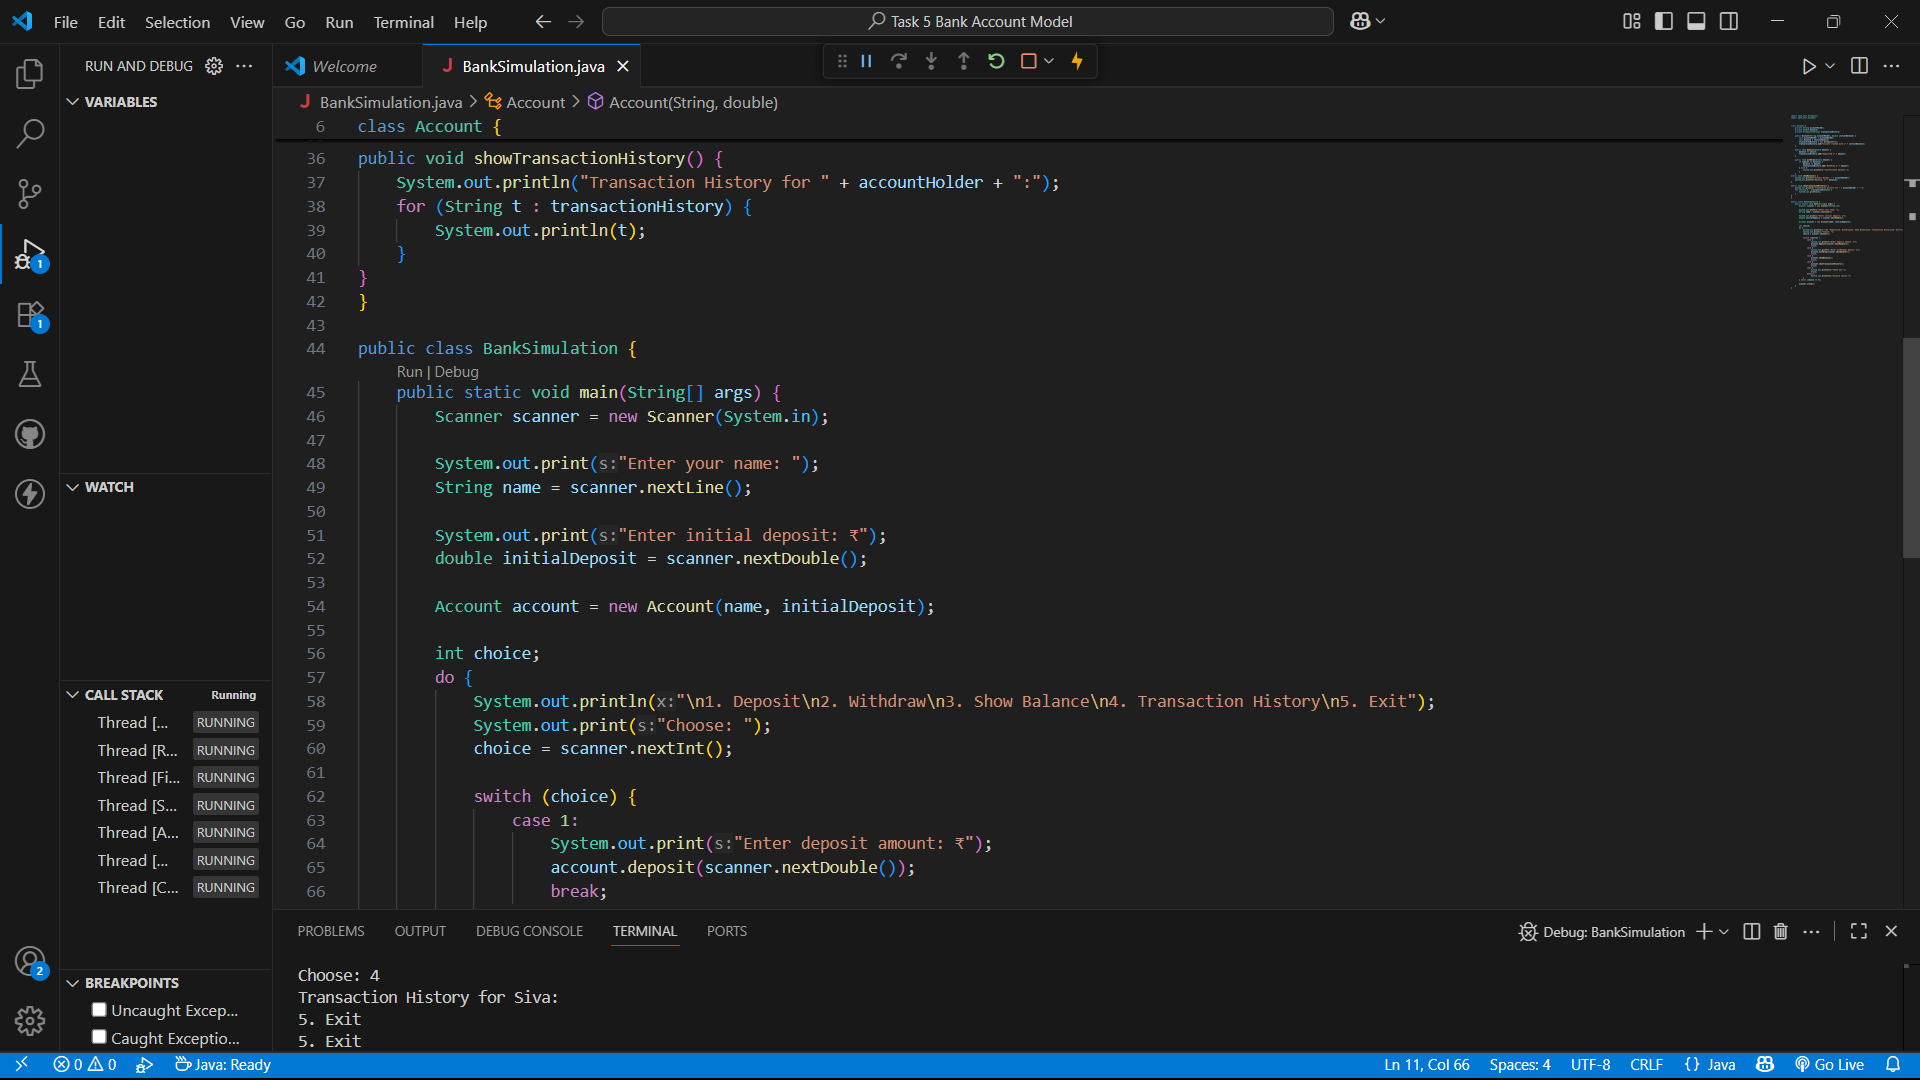 File Edit Selection View Go Run Terminal Help
Task 5 Bank Account Model
RUN AND DEBUG
Welcome
BankSimulation.java
VARIABLES
BankSimulation.java > Account > Account(String, double)
6 class Account {
36 public void showTransactionHistory() {
37 System.out.println("Transaction History for " + accountHolder + ":");
38 for (String t : transactionHistory) {
39 System.out.println(t);
40 }
41 }
42 }
43
44 public class BankSimulation {
Run | Debug
45 public static void main(String[] args) {
46 Scanner scanner = new Scanner(System.in);
47
48 System.out.print(s:"Enter your name: ");
49 String name = scanner.nextLine();
50
51 System.out.print(s:"Enter initial deposit: ₹");
52 double initialDeposit = scanner.nextDouble();
53
54 Account account = new Account(name, initialDeposit);
55
56 int choice;
57 do {
58 System.out.println(x:"\n1. Deposit\n2. Withdraw\n3. Show Balance\n4. Transaction History\n5. Exit");
59 System.out.print(s:"Choose: ");
60 choice = scanner.nextInt();
61
62 switch (choice) {
63 case 1:
64 System.out.print(s:"Enter deposit amount: ₹");
65 account.deposit(scanner.nextDouble());
66 break;
WATCH
CALL STACK Running
Thread [... RUNNING
Thread [R... RUNNING
Thread [Fi... RUNNING
Thread [S... RUNNING
Thread [A... RUNNING
Thread [... RUNNING
Thread [C... RUNNING
BREAKPOINTS
Uncaught Excep...
Caught Exceptio...
1
1
2
PROBLEMS OUTPUT DEBUG CONSOLE TERMINAL PORTS
Debug: BankSimulation
Choose: 4
Transaction History for Siva:
5. Exit
5. Exit
0 0 Java: Ready
Ln 11, Col 66 Spaces: 4 UTF-8 CRLF {} Java Go Live